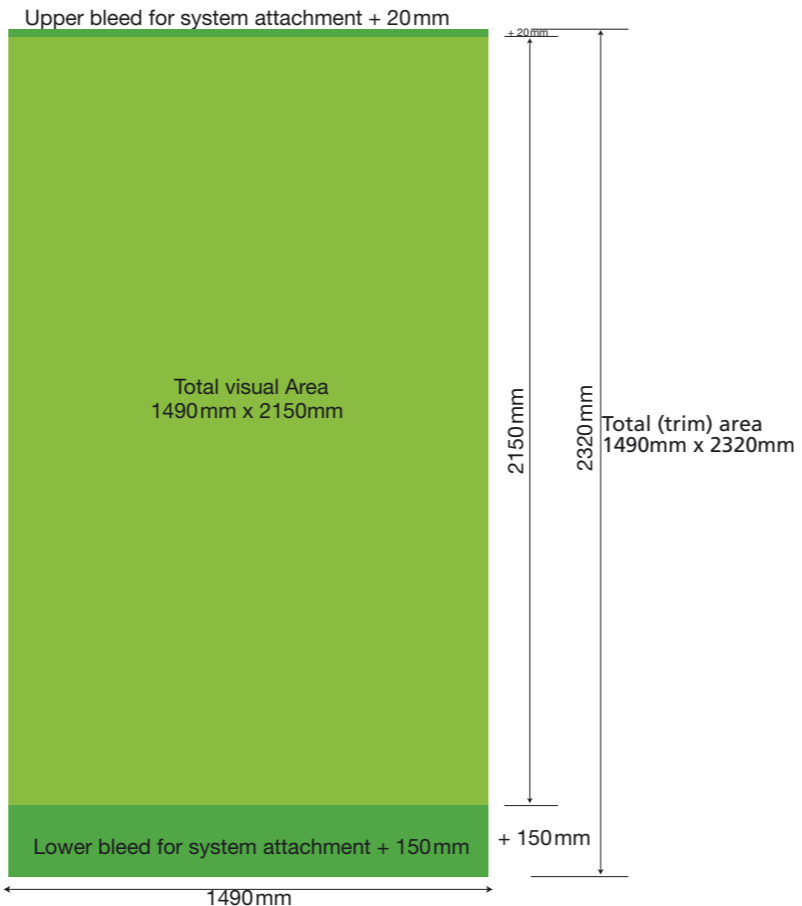 Upper bleed for system attachment + 20mm
+ 20mm
Total visual Area
1490mm x 2150mm
2150mm
2320mm
Total (trim) area
1490mm x 2320mm
Lower bleed for system attachment + 150mm
+ 150mm
1490mm